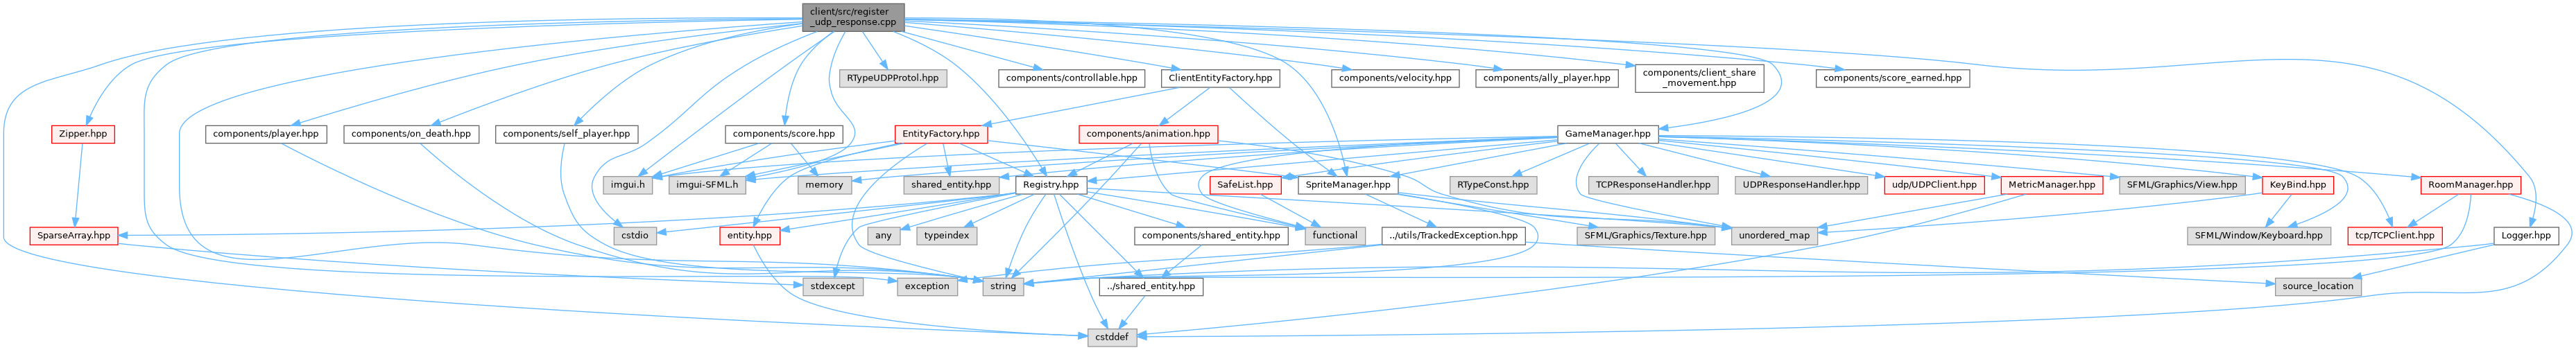 client/src/register
_udp_response.cpp
RTypeUDPProtol.hpp
components/controllable.hpp
ClientEntityFactory.hpp
components/velocity.hpp
components/ally_player.hpp
components/client_share
_movement.hpp
components/score_earned.hpp
Zipper.hpp
components/player.hpp
components/on_death.hpp
components/self_player.hpp
components/score.hpp
EntityFactory.hpp
components/animation.hpp
GameManager.hpp
imgui.h
imgui-SFML.h
memory
shared_entity.hpp
Registry.hpp
SafeList.hpp
SpriteManager.hpp
RTypeConst.hpp
TCPResponseHandler.hpp
UDPResponseHandler.hpp
udp/UDPClient.hpp
MetricManager.hpp
SFML/Graphics/View.hpp
KeyBind.hpp
RoomManager.hpp
SparseArray.hpp
cstdio
entity.hpp
any
typeindex
components/shared_entity.hpp
functional
../utils/TrackedException.hpp
SFML/Graphics/Texture.hpp
unordered_map
SFML/Window/Keyboard.hpp
tcp/TCPClient.hpp
Logger.hpp
stdexcept
exception
string
../shared_entity.hpp
source_location
cstddef